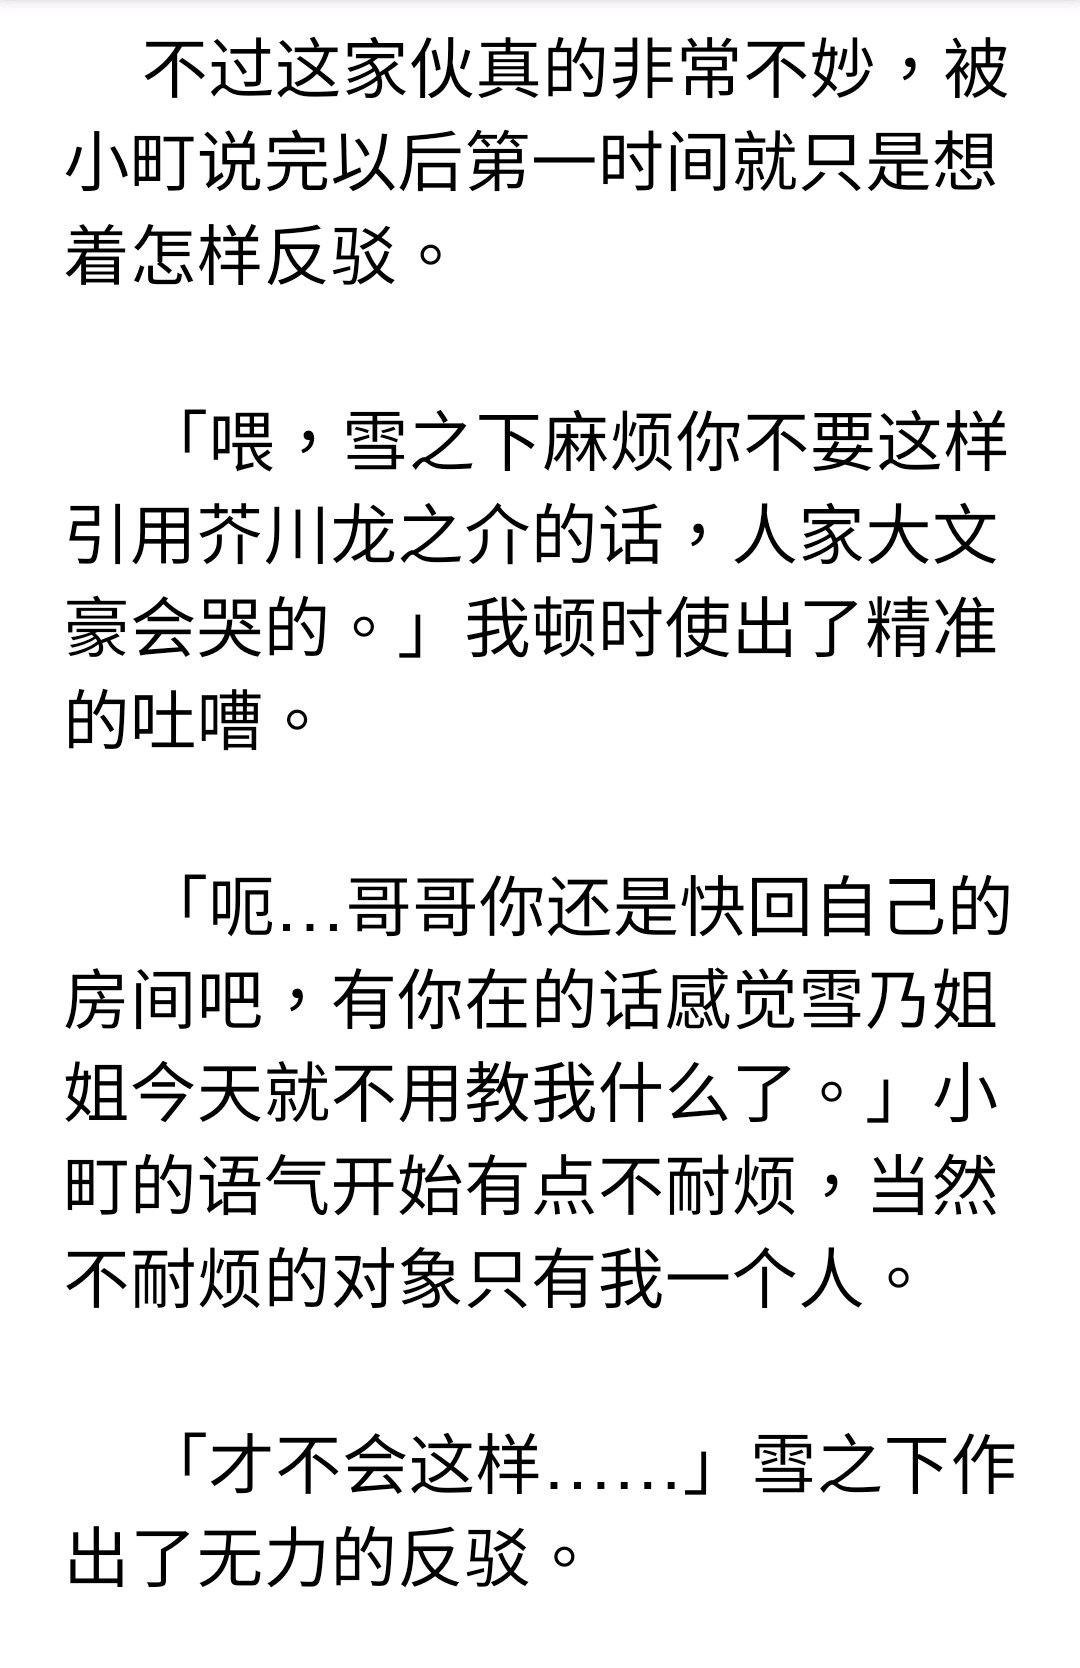 不过这家伙真的非常不妙，被
小町说完以后第一时间就只是想
着怎样反驳。
「喂，雪之下麻烦你不要这样
引用芥川龙之介的话，人家大文
豪会哭的。」我顿时使出了精准
的吐嘈。
「呃…哥哥你还是快回自己的
房间吧，有你在的话感觉雪乃姐
姐今天就不用教我什么了。」小
町的语气开始有点不耐烦，当然
不耐烦的对象只有我一个人。
「才不会这样……」雪之下作
出了无力的反驳。